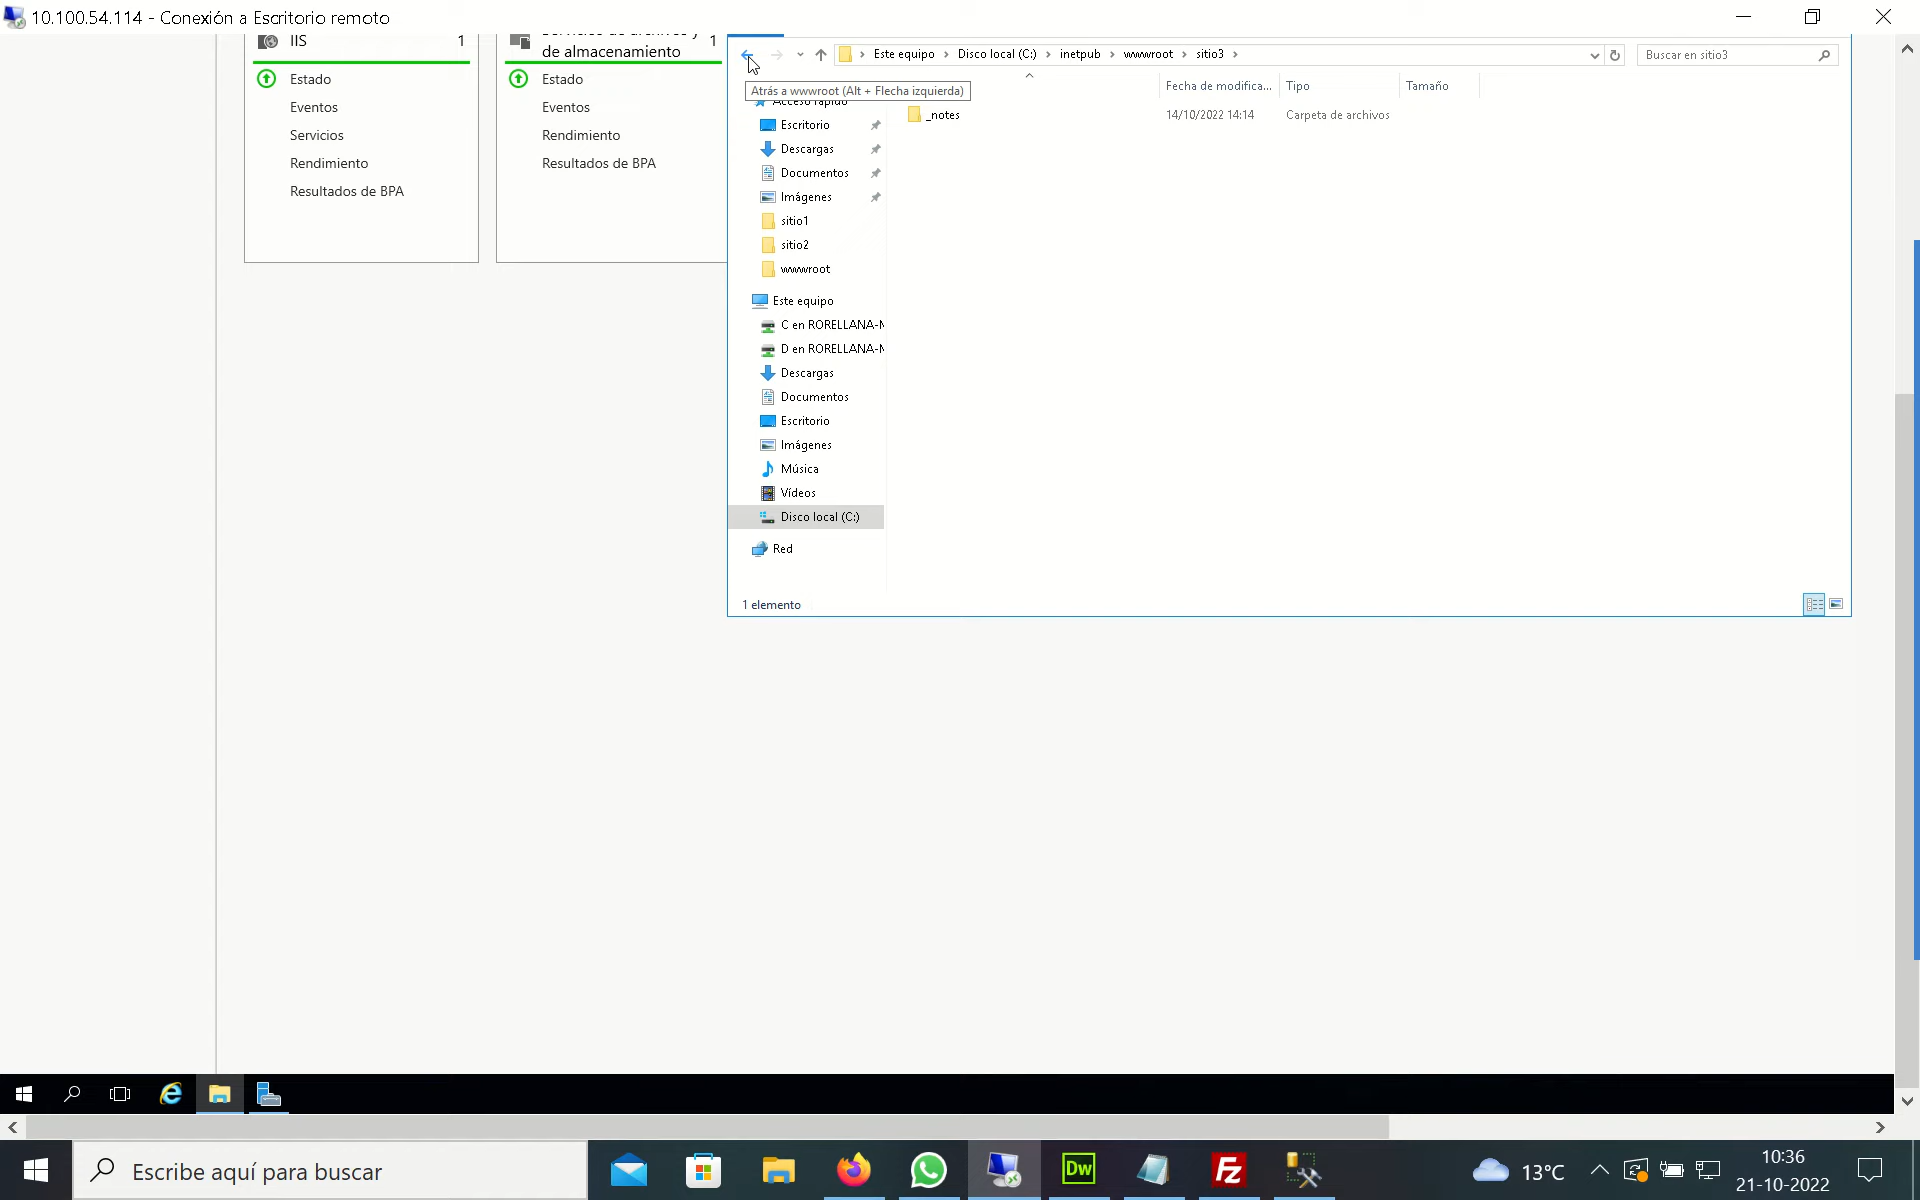 10.100.54.114 - Conexión a Escritorio remoto
IIS 1
de almacenamiento 1
Estado
Eventos
Servicios
Rendimiento
Resultados de BPA
Estado
Eventos
Rendimiento
Resultados de BPA
Este equipo
Disco local (C:)
inetpub
wwwroot
sitio3
Buscar en sitio3
Atrás a wwwroot (Alt + Flecha izquierda)
Fecha de modifica...
Tipo
Tamaño
Acceso rápido
_notes
14/10/2022 14:14
Carpeta de archivos
Escritorio
Descargas
Documentos
Imágenes
sitio1
sitio2
wwwroot
Este equipo
C en RORELLANA-N
D en RORELLANA-N
Descargas
Documentos
Escritorio
Imágenes
Música
Vídeos
Disco local (C:)
Red
1 elemento
Escribe aquí para buscar
Dw
Fz
13°C
10:36
21-10-2022